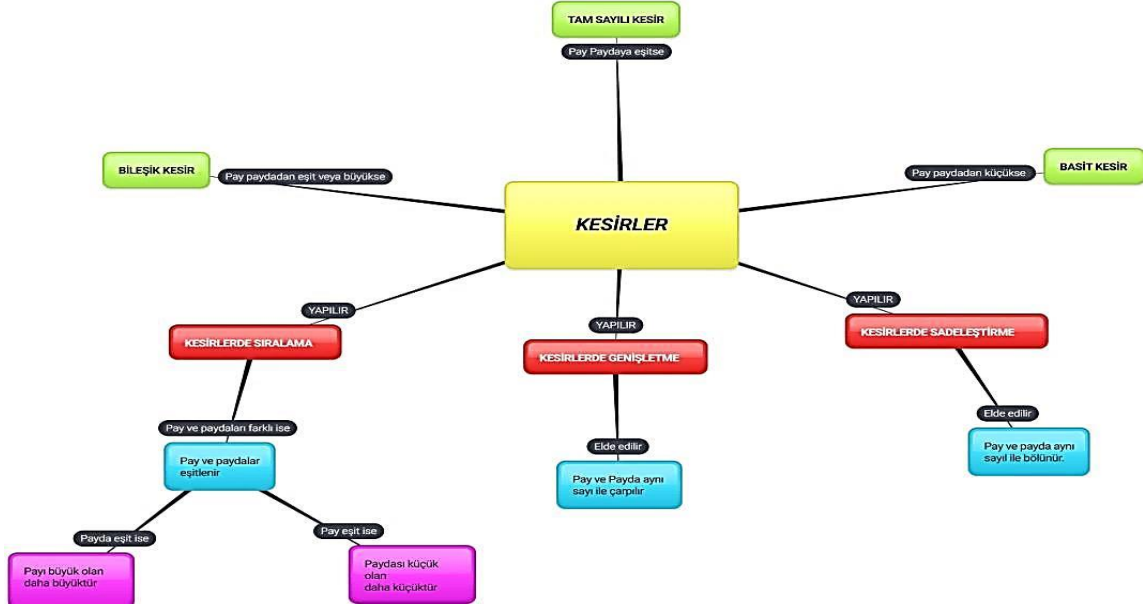 TAM SAYILI KESİR
Pay Paydaya eşitse
BİLEŞİK KESİR
Pay paydadan eşit veya büyükse
Pay paydadan küçükse
BASİT KESİR
KESİRLER
YAPILIR
YAPILIR
YAPILIR
KESİRLERDE SIRALAMA
KESİRLERDE GENİŞLETME
KESİRLERDE SADELEŞTİRME
Pay ve paydaları farklı ise
Elde edilir
Elde edilir
Pay ve paydalar
eşitlenir
Pay ve Payda aynı
sayı ile çarpılır
Pay ve payda aynı
sayıl ile bölünür.
Payda eşit ise
Pay eşit ise
Payı büyük olan
daha büyüktür
Paydası küçük
olan
daha küçüktür